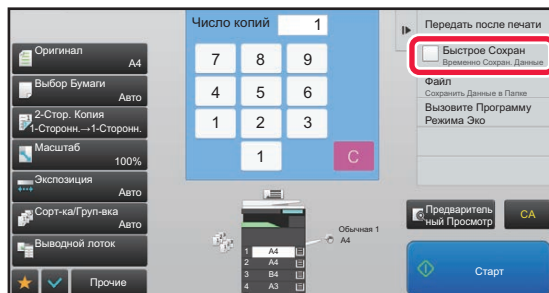 Число копий 1
Передать после печати
Быстрое Сохран
Временно Сохран. Данные
Файл
Сохранить Данные в Папке
Вызовите Программу
Режима Эко
Оригинал
A4
Выбор Бумаги
Авто
2-Стор. Копия
1-Сторонн.→1-Сторонн.
Масштаб
100%
Экспозиция
Авто
Сорт-ка/Груп-вка
Авто
Выводной лоток
Прочие
7 8 9
4 5 6
1 2 3
1 C
Обычная 1
A4
1 A4
2 A4
3 B4
4 A3
Предваритель
ный Просмотр
CA
Старт